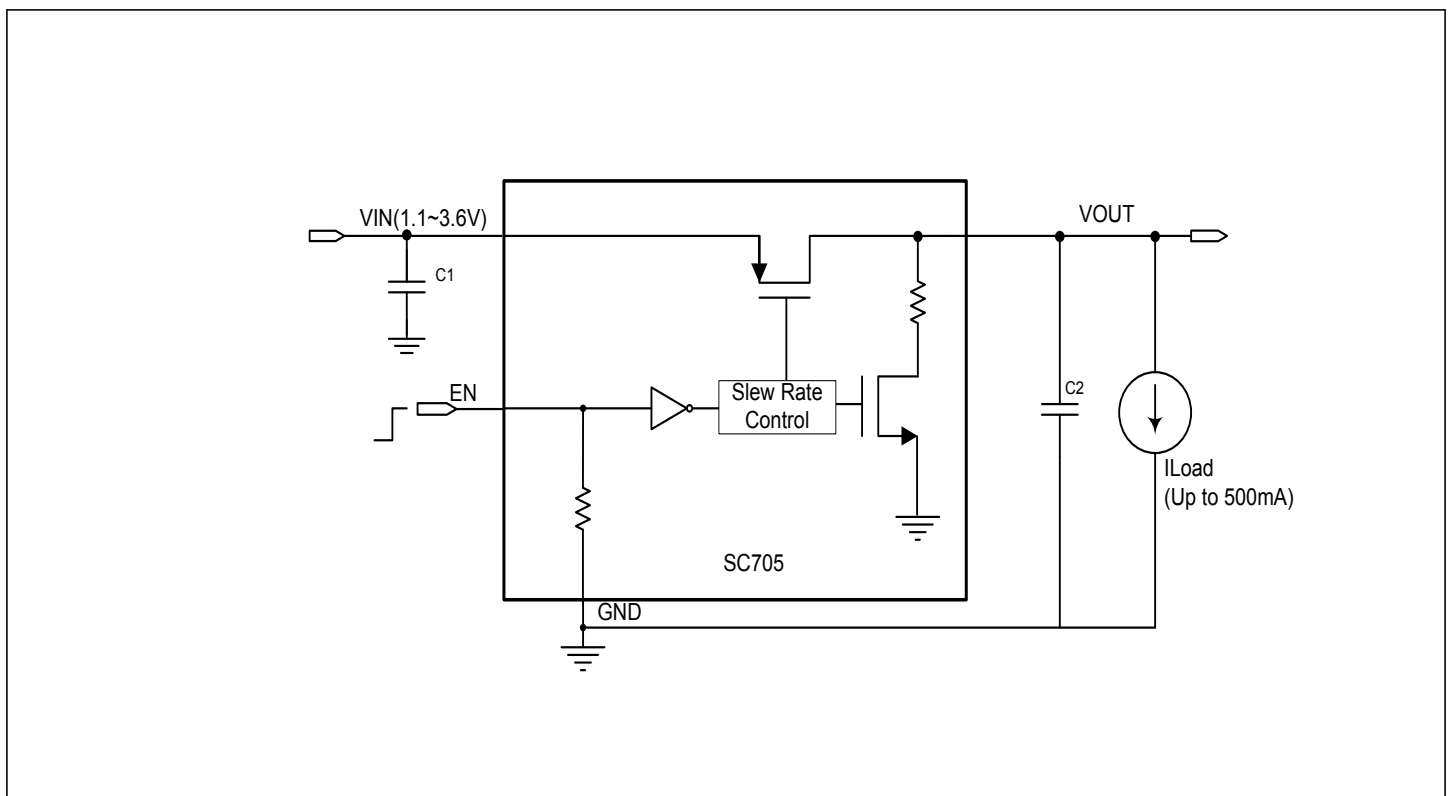 VIN(1.1~3.6V)
VOUT
C1
EN
Slew Rate
Control
C2
ILoad
(Up to 500mA)
SC705
GND